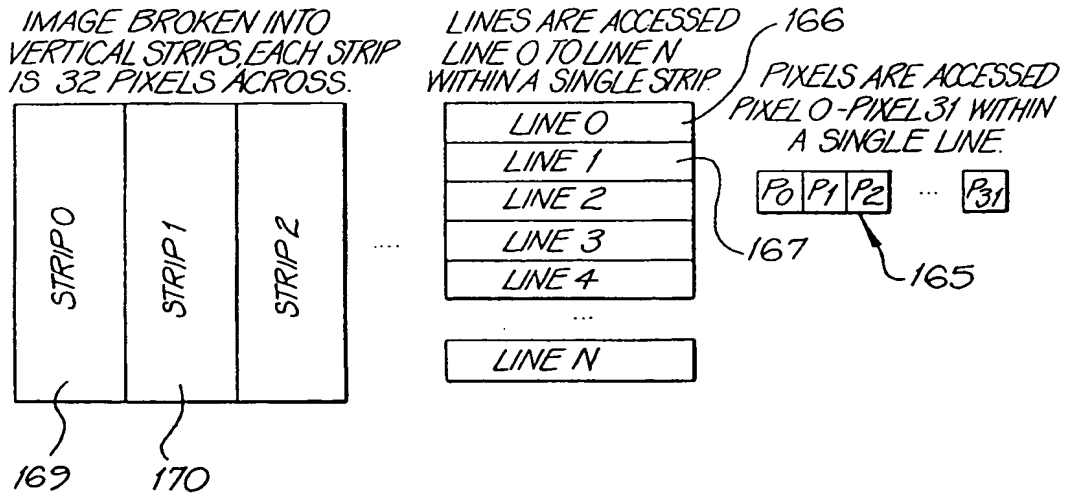 IMAGE BROKEN INTO
VERTICAL STRIPS, EACH STRIP
IS 32 PIXELS ACROSS.
STRIP 0
STRIP 1
STRIP 2
....
169
170
LINES ARE ACCESSED
LINE 0 TO LINE N
WITHIN A SINGLE STRIP.
LINE 0
LINE 1
LINE 2
LINE 3
LINE 4
...
LINE N
166
167
PIXELS ARE ACCESSED
PIXEL 0-PIXEL 31 WITHIN
A SINGLE LINE.
P0 P1 P2 ... P31
165